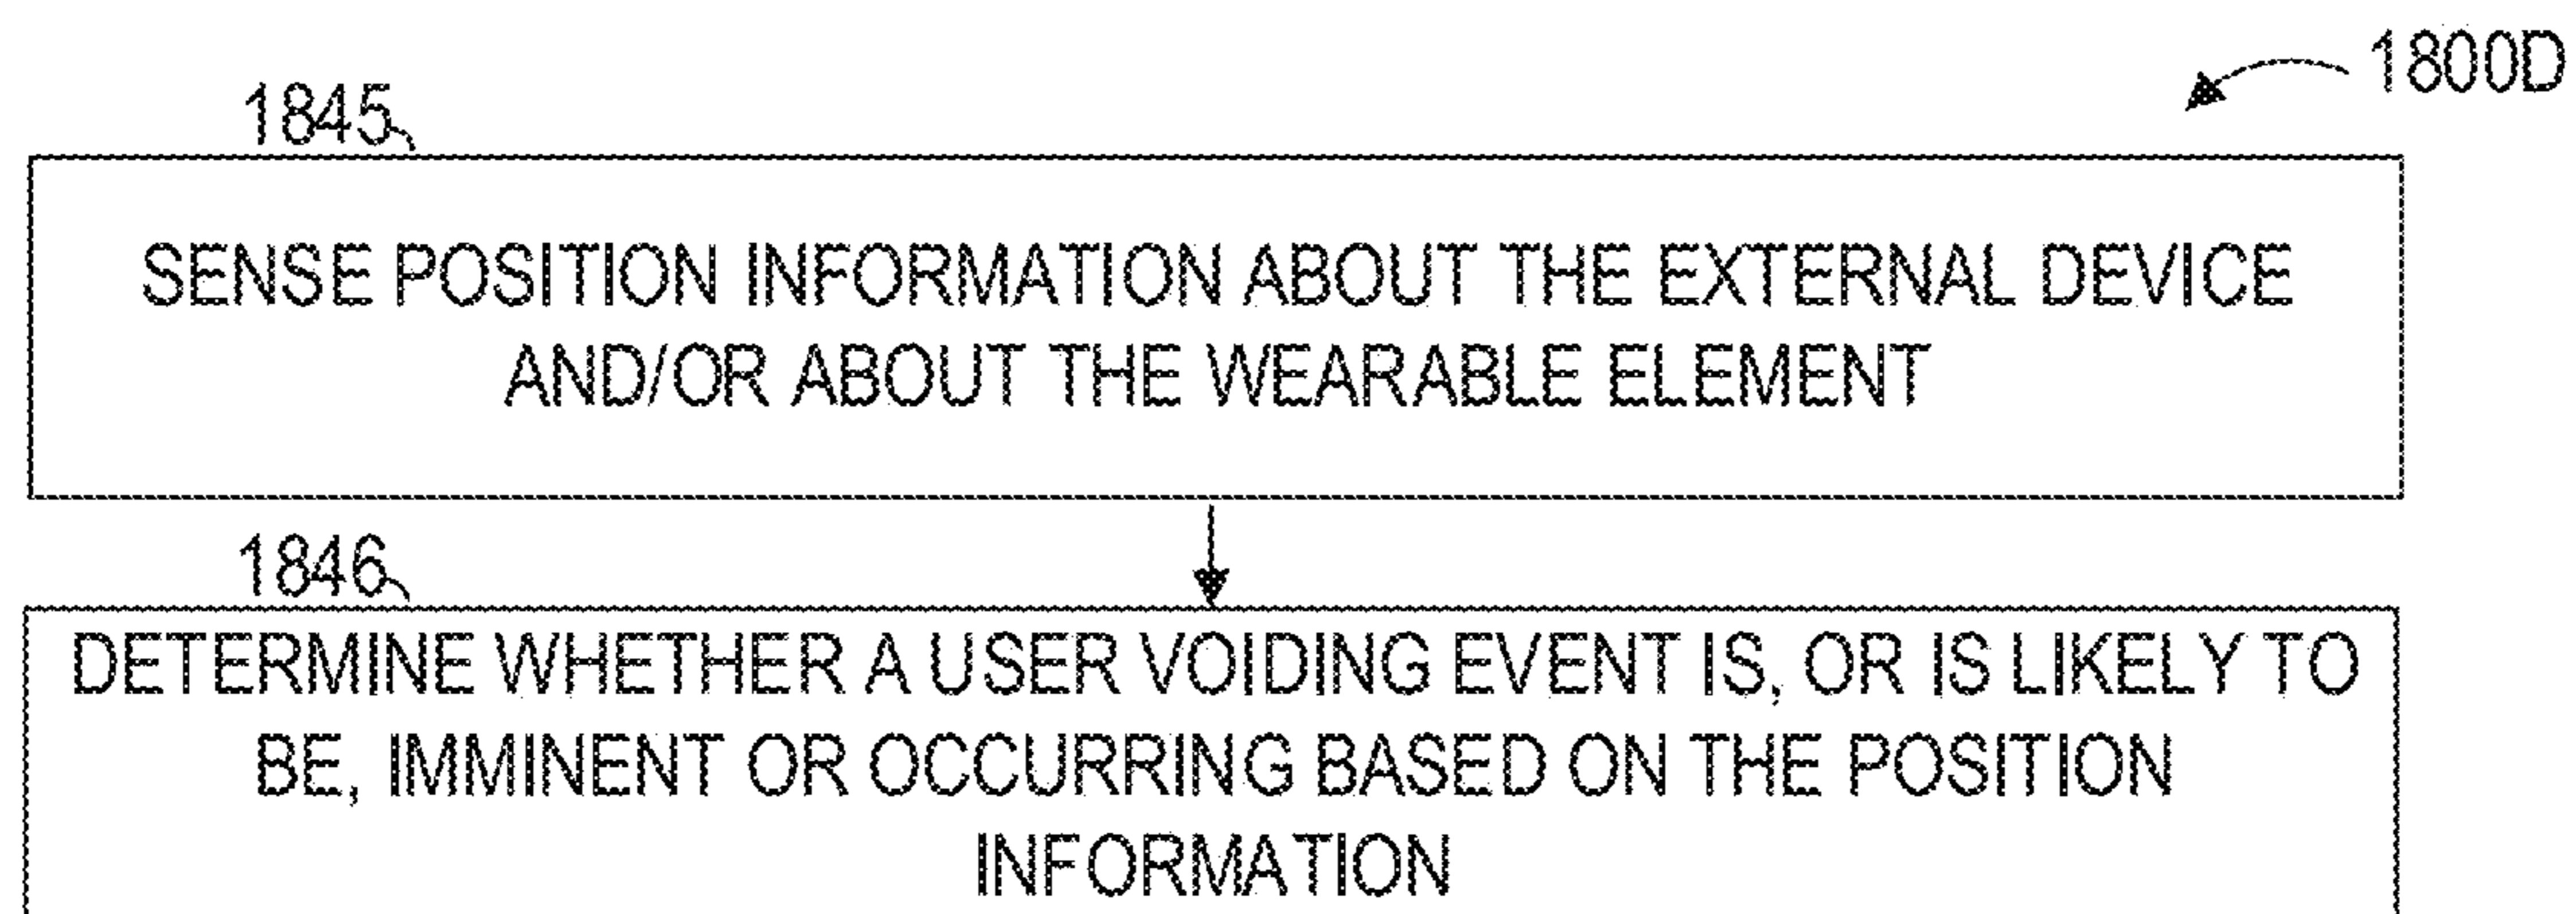 1800D
1845
SENSE POSITION INFORMATION ABOUT THE EXTERNAL DEVICE
AND/OR ABOUT THE WEARABLE ELEMENT
1846
DETERMINE WHETHER A USER VOIDING EVENT IS, OR IS LIKELY TO
BE, IMMINENT OR OCCURRING BASED ON THE POSITION
INFORMATION